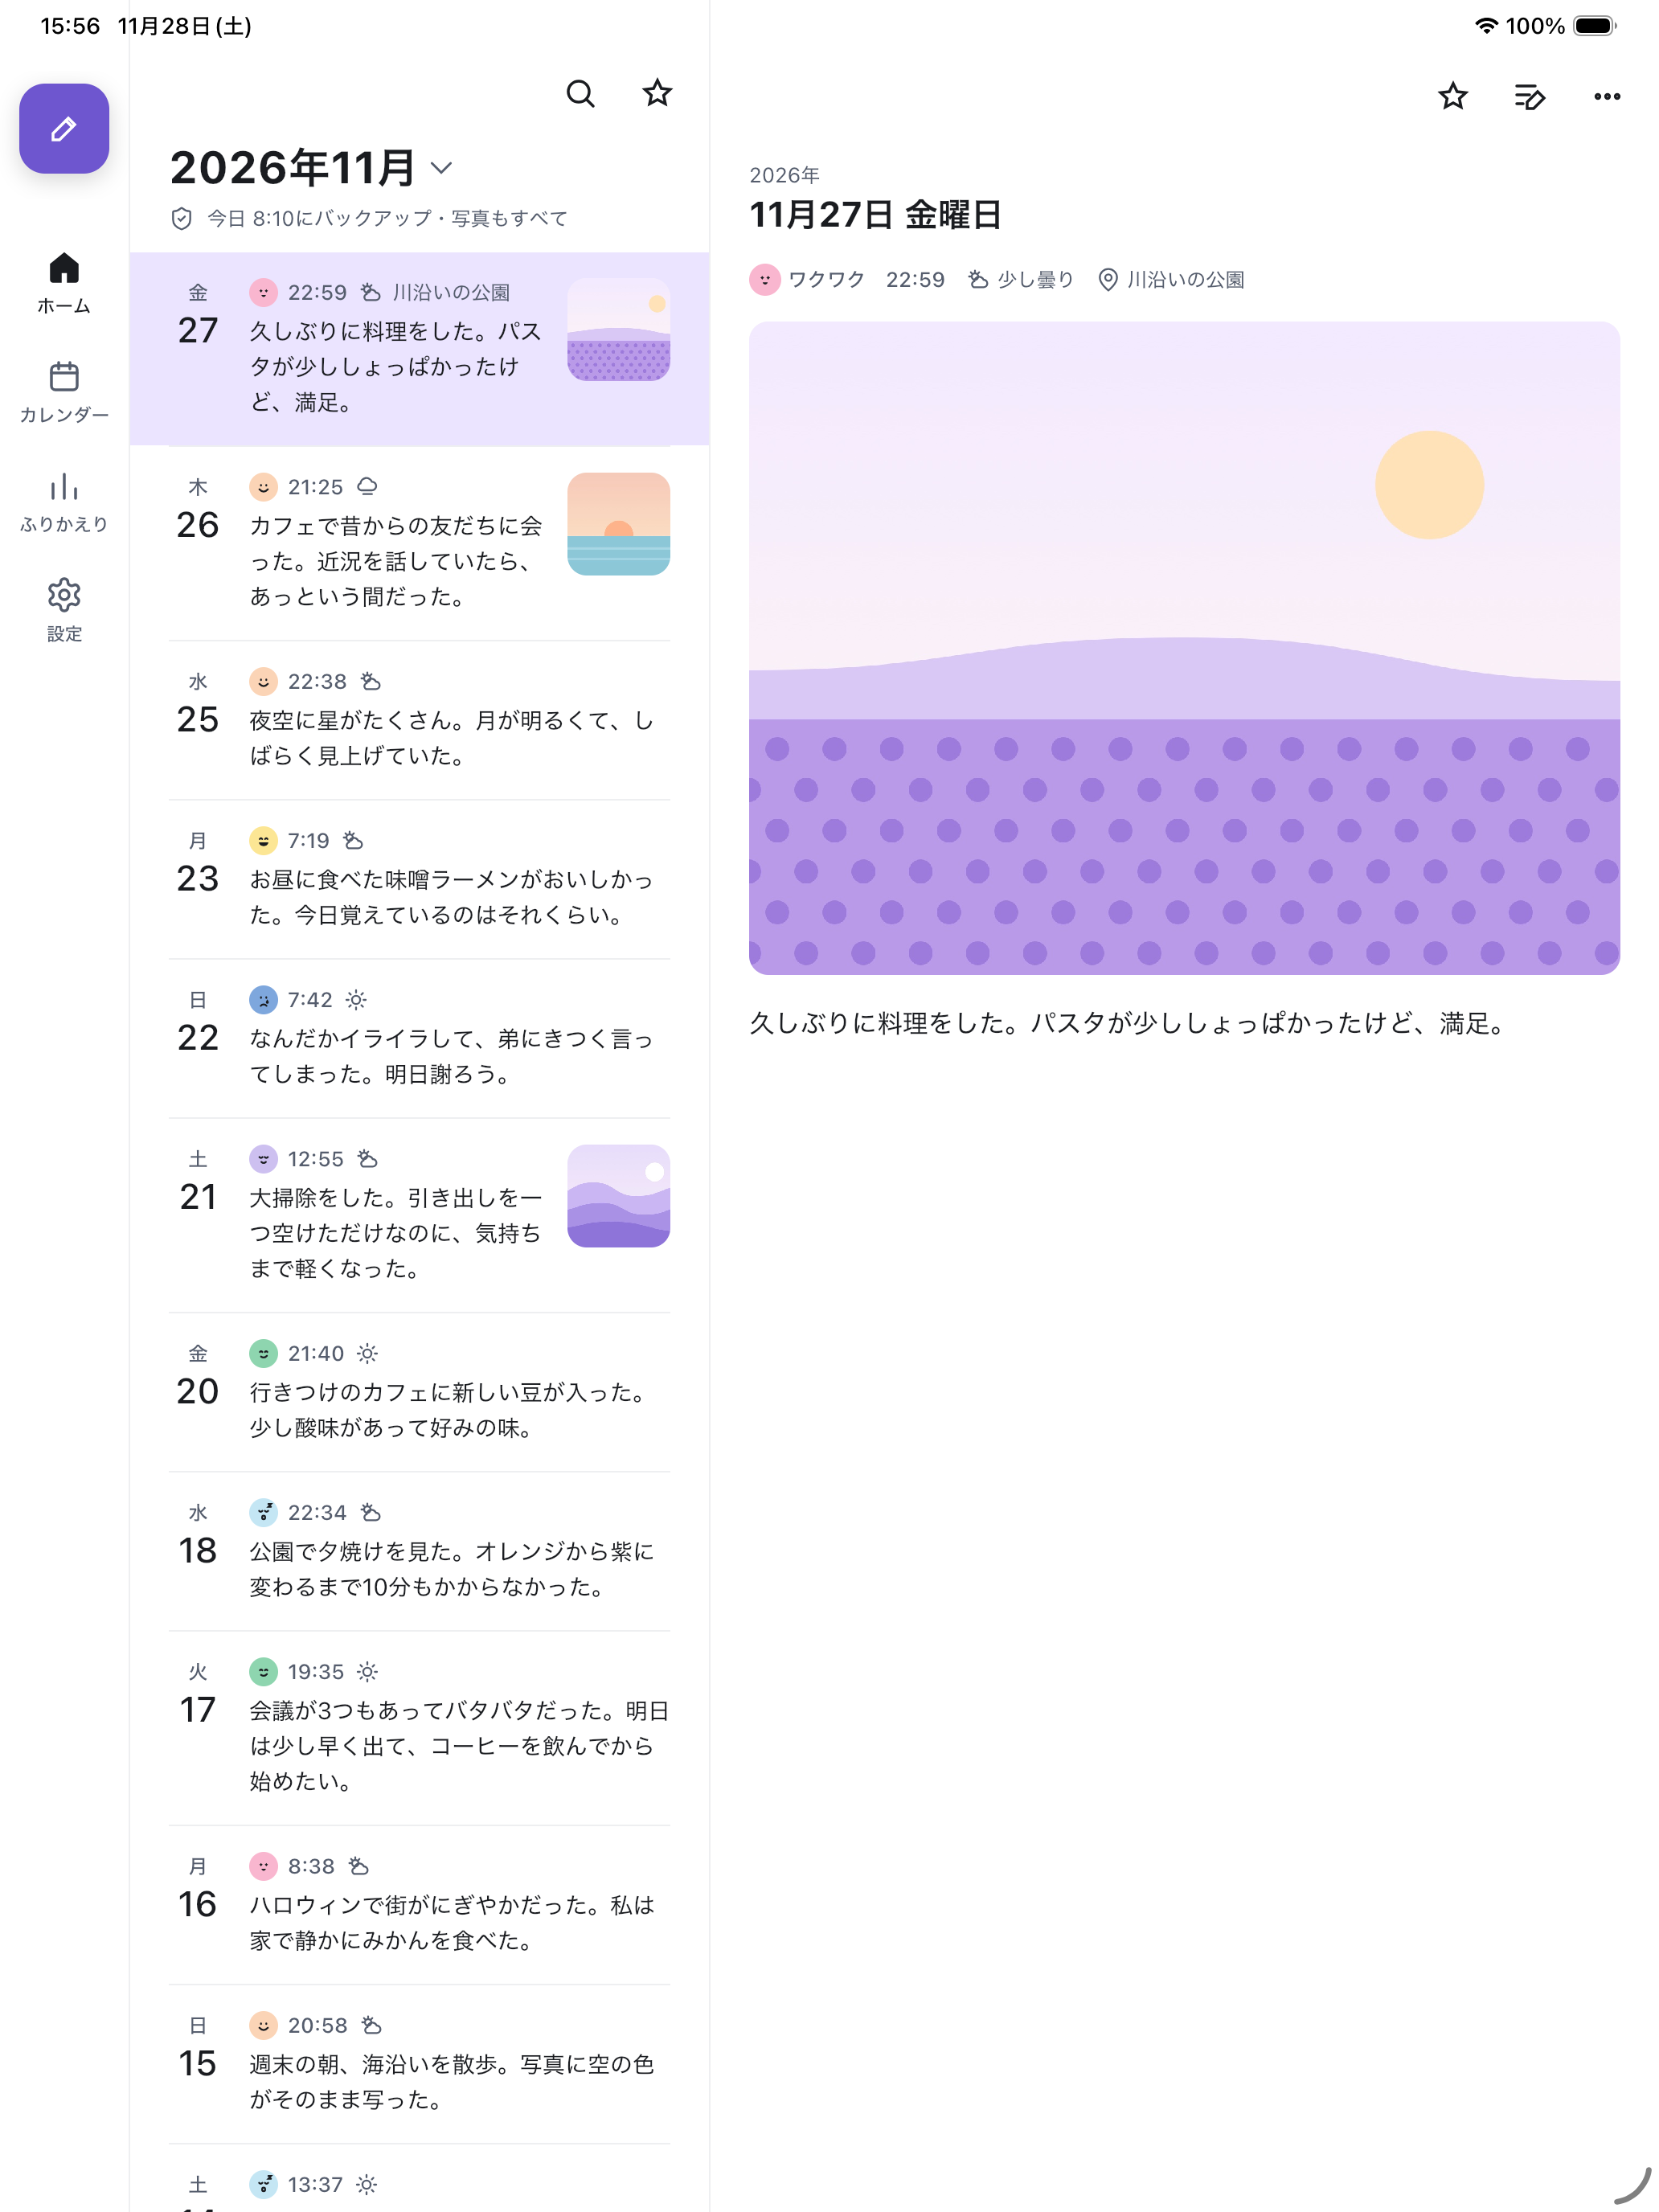 15:56 11月28日(土)
100%
ホーム
カレンダー
ふりかえり
設定
2026年11月
今日 8:10にバックアップ・写真もすべて
金
27
22:59 川沿いの公園
久しぶりに料理をした。パス
タが少ししょっぱかったけ
ど、満足。
木
26
21:25
カフェで昔からの友だちに会
った。近況を話していたら、
あっという間だった。
水
25
22:38
夜空に星がたくさん。月が明るくて、し
ばらく見上げていた。
月
23
7:19
お昼に食べた味噌ラーメンがおいしかっ
た。今日覚えているのはそれくらい。
日
22
7:42
なんだかイライラして、弟にきつく言っ
てしまった。明日謝ろう。
土
21
12:55
大掃除をした。引き出しを一
つ空けただけなのに、気持ち
まで軽くなった。
金
20
21:40
行きつけのカフェに新しい豆が入った。
少し酸味があって好みの味。
水
18
22:34
公園で夕焼けを見た。オレンジから紫に
変わるまで10分もかからなかった。
火
17
19:35
会議が3つもあってバタバタだった。明日
は少し早く出て、コーヒーを飲んでから
始めたい。
月
16
8:38
ハロウィンで街がにぎやかだった。私は
家で静かにみかんを食べた。
日
15
20:58
週末の朝、海沿いを散歩。写真に空の色
がそのまま写った。
土
13:37
2026年
11月27日 金曜日
ワクワク 22:59 少し曇り 川沿いの公園
久しぶりに料理をした。パスタが少ししょっぱかったけど、満足。